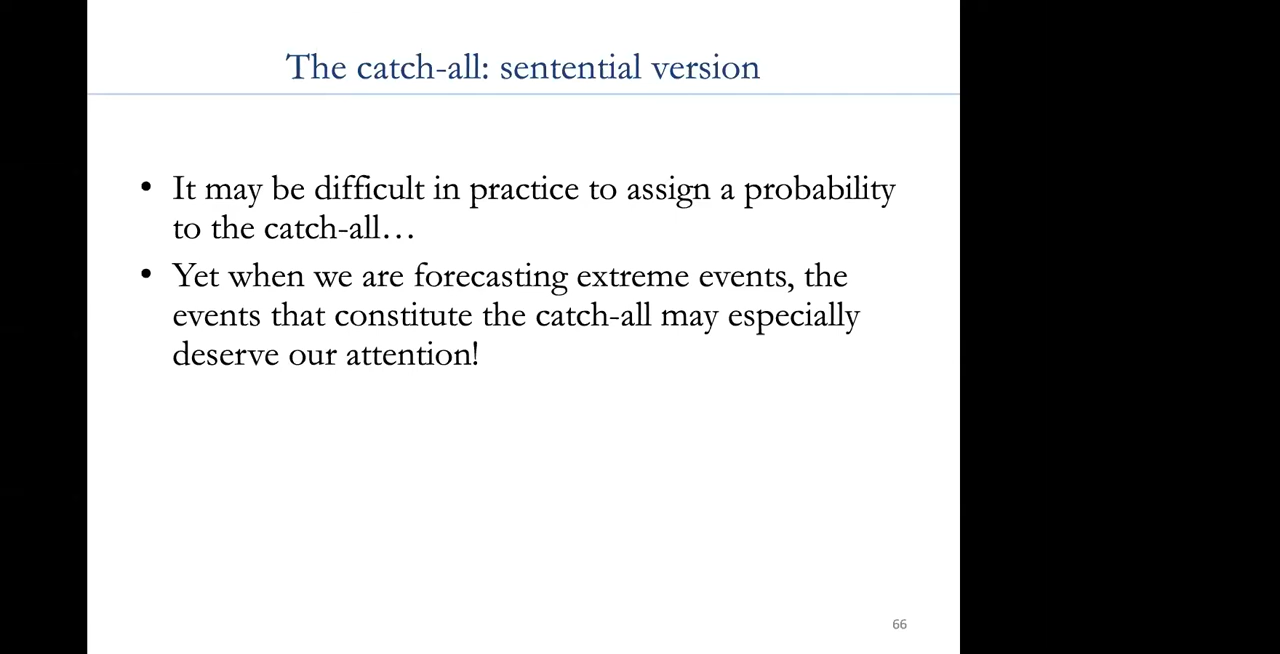 The catch-all: sentential version
• It may be difficult in practice to assign a probability
to the catch-all…
• Yet when we are forecasting extreme events, the
events that constitute the catch-all may especially
deserve our attention!
66